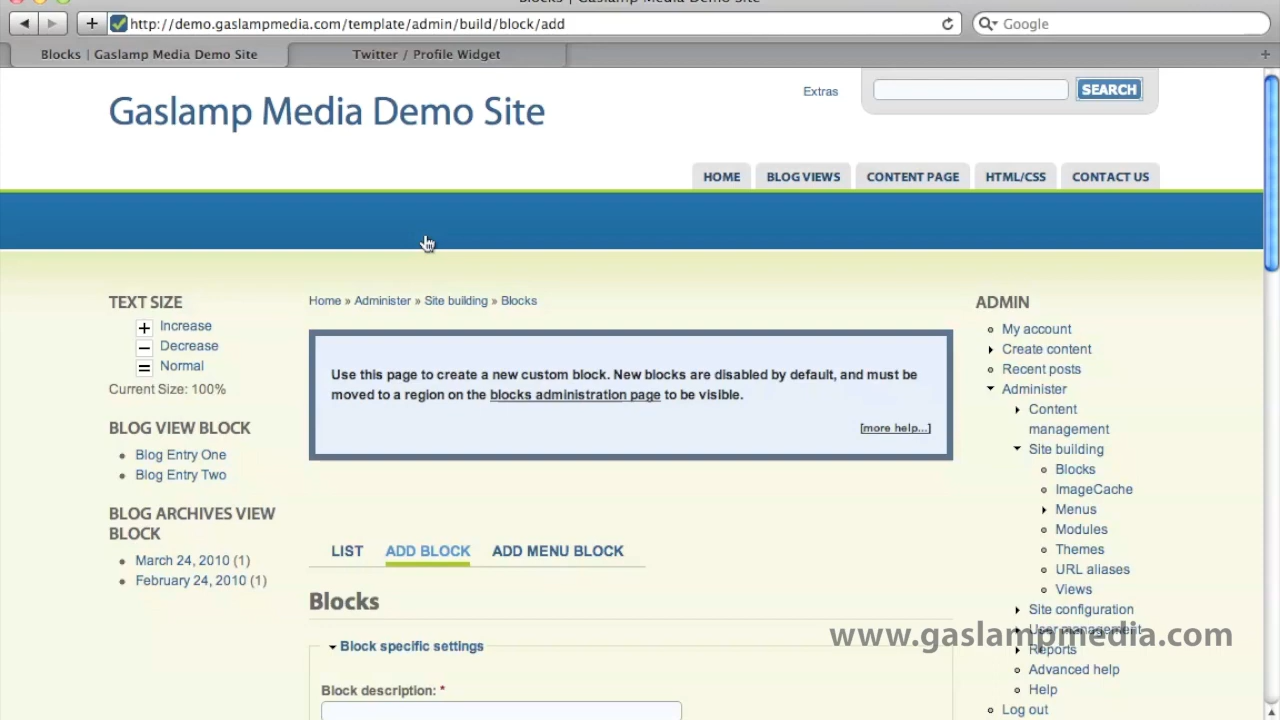 Blocks | Gaslamp Media Demo Site
http://demo.gaslampmedia.com/template/admin/build/block/add
Google
Blocks | Gaslamp Media Demo Site
Twitter / Profile Widget
Gaslamp Media Demo Site
Extras
SEARCH
HOME
BLOG VIEWS
CONTENT PAGE
HTML/CSS
CONTACT US
TEXT SIZE
Increase
Decrease
Normal
Current Size: 100%
BLOG VIEW BLOCK
Blog Entry One
Blog Entry Two
BLOG ARCHIVES VIEW
BLOCK
March 24, 2010 (1)
February 24, 2010 (1)
Home » Administer » Site building » Blocks
Use this page to create a new custom block. New blocks are disabled by default, and must be
moved to a region on the blocks administration page to be visible.
[more help...]
LIST
ADD BLOCK
ADD MENU BLOCK
Blocks
Block specific settings
Block description: *
ADMIN
My account
Create content
Recent posts
Administer
Content
management
Site building
Blocks
ImageCache
Menus
Modules
Themes
URL aliases
Views
Site configuration
User management
Reports
Advanced help
Help
Log out
www.gaslampmedia.com